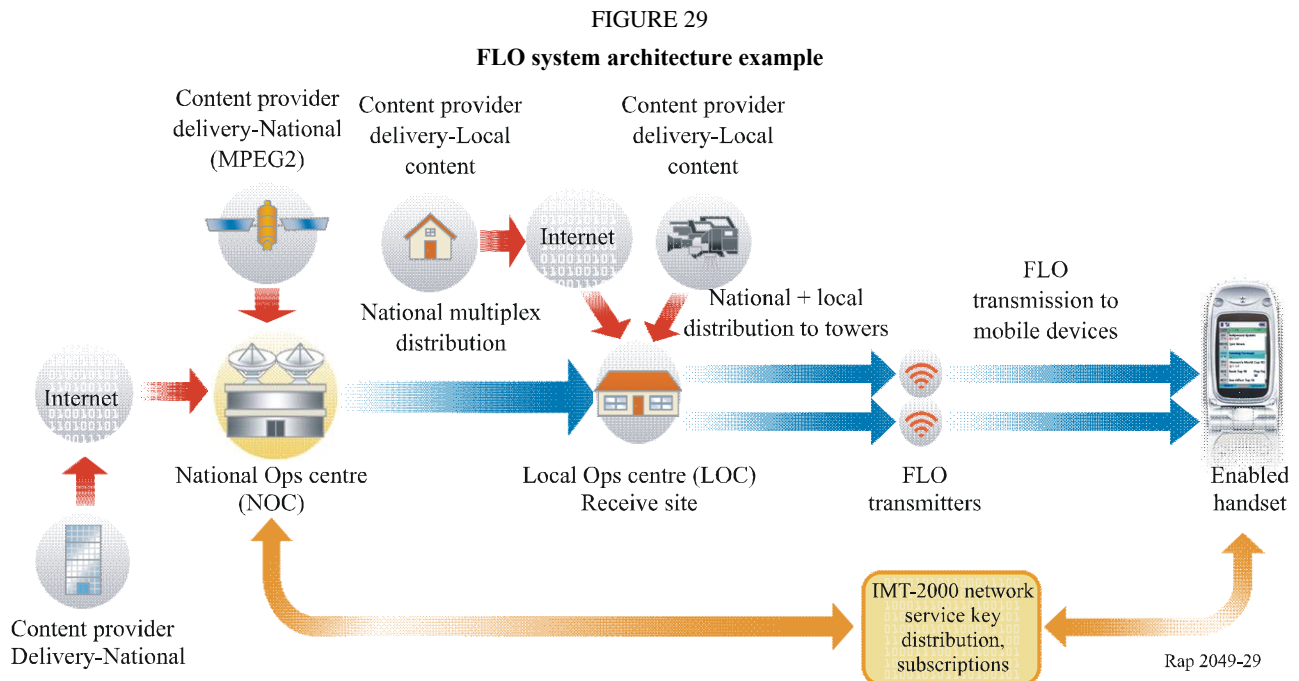 FIGURE 29
FLO system architecture example
Content provider
delivery-National
(MPEG2)
Content provider
delivery-Local
content
Content provider
delivery-Local
content
Internet
National multiplex
distribution
National + local
distribution to towers
FLO
transmission to
mobile devices
Internet
National Ops centre
(NOC)
Local Ops centre (LOC)
Receive site
FLO
transmitters
Enabled
handset
Content provider
Delivery-National
IMT-2000 network
service key
distribution,
subscriptions
Rap 2049-29